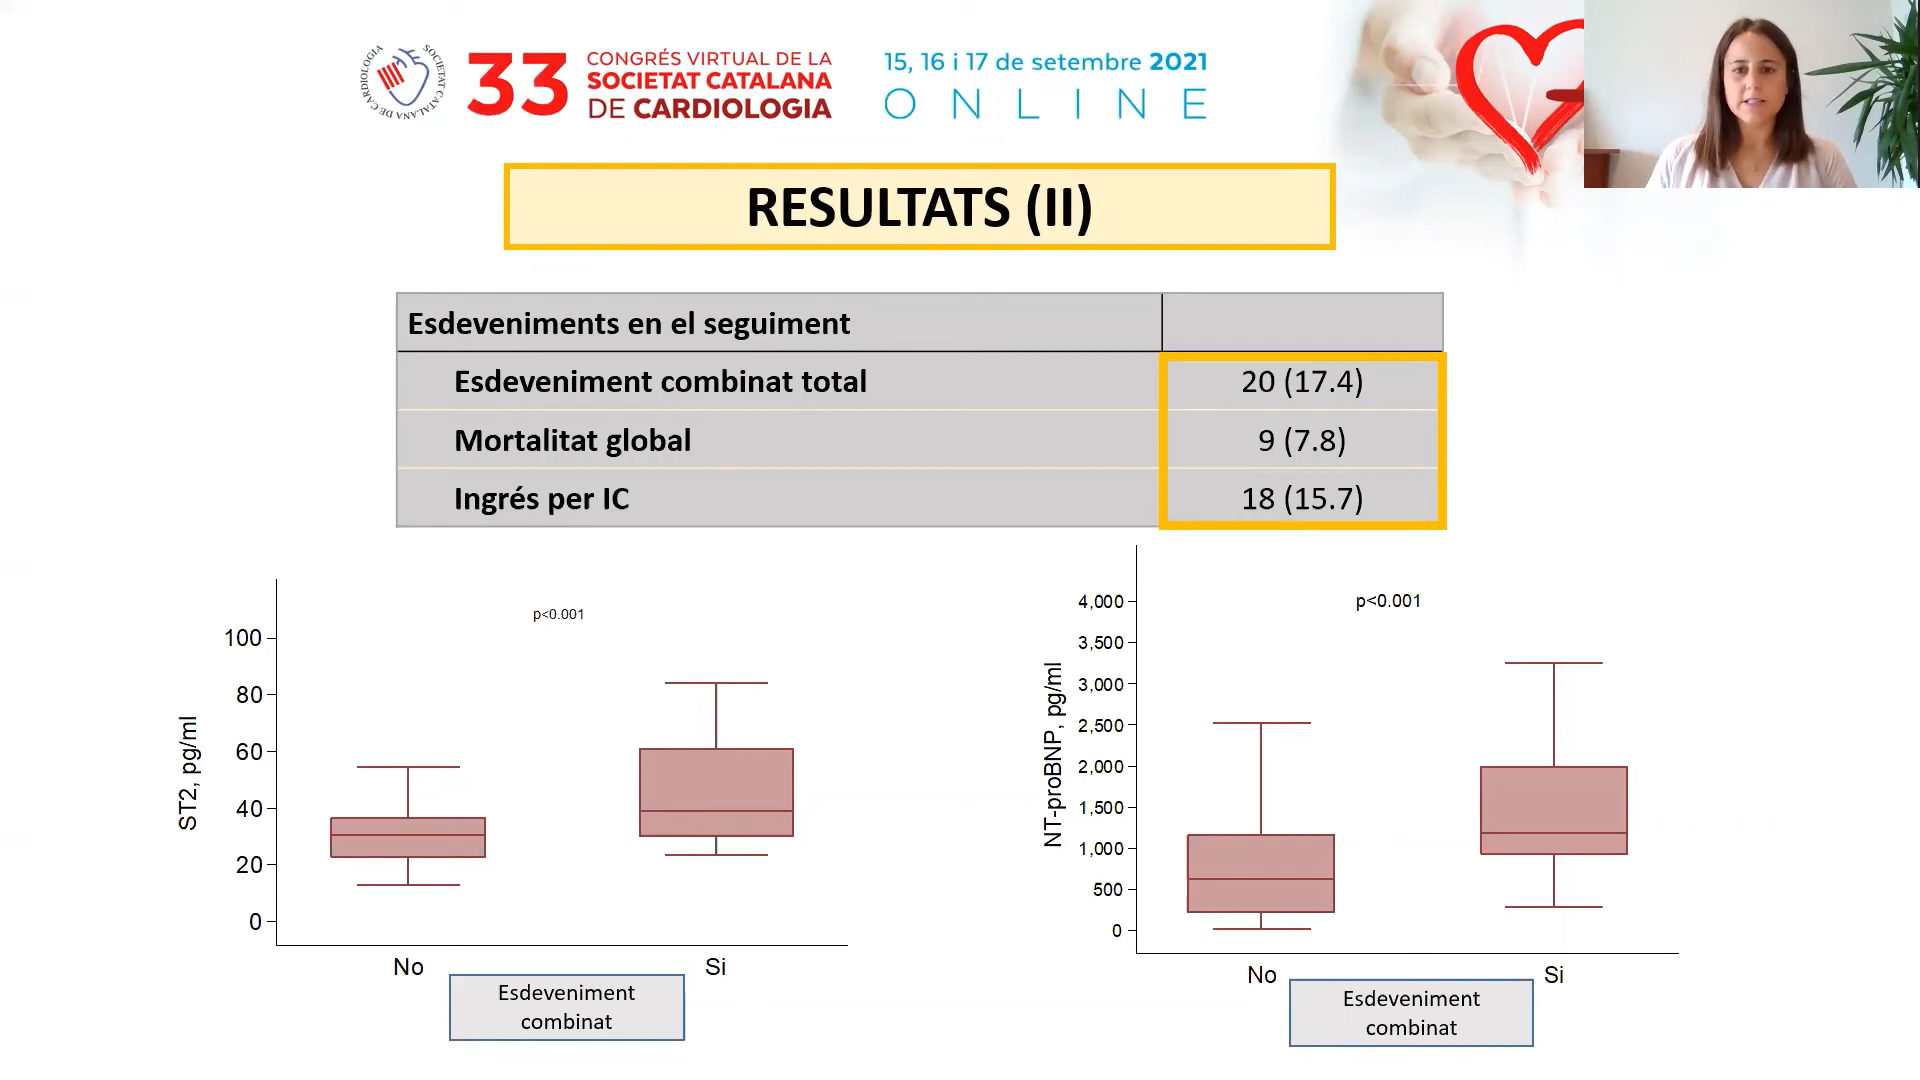 SOCIETAT CATALANA DE CARDIOLOGIA
33
CONGRÉS VIRTUAL DE LA
SOCIETAT CATALANA
DE CARDIOLOGIA
15, 16 i 17 de setembre 2021
ONLINE
RESULTATS (II)
Esdeveniments en el seguiment
Esdeveniment combinat total 20 (17.4)
Mortalitat global 9 (7.8)
Ingrés per IC 18 (15.7)
p<0.001
ST2, pg/ml
100
80
60
40
20
0
No Si
Esdeveniment
combinat
p<0.001
NT-proBNP, pg/ml
4,000
3,500
3,000
2,500
2,000
1,500
1,000
500
0
No Si
Esdeveniment
combinat